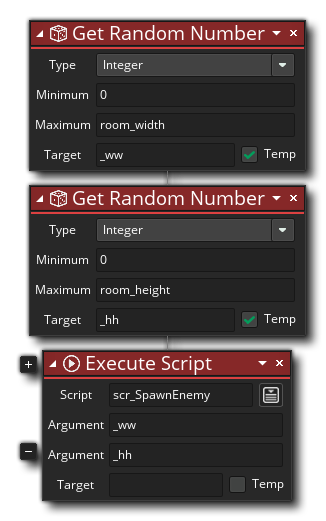 Get Random Number
Type Integer
Minimum 0
Maximum room_width
Target _ww Temp
Get Random Number
Type Integer
Minimum 0
Maximum room_height
Target _hh Temp
Execute Script
Script scr_SpawnEnemy
Argument _ww
Argument _hh
Target Temp